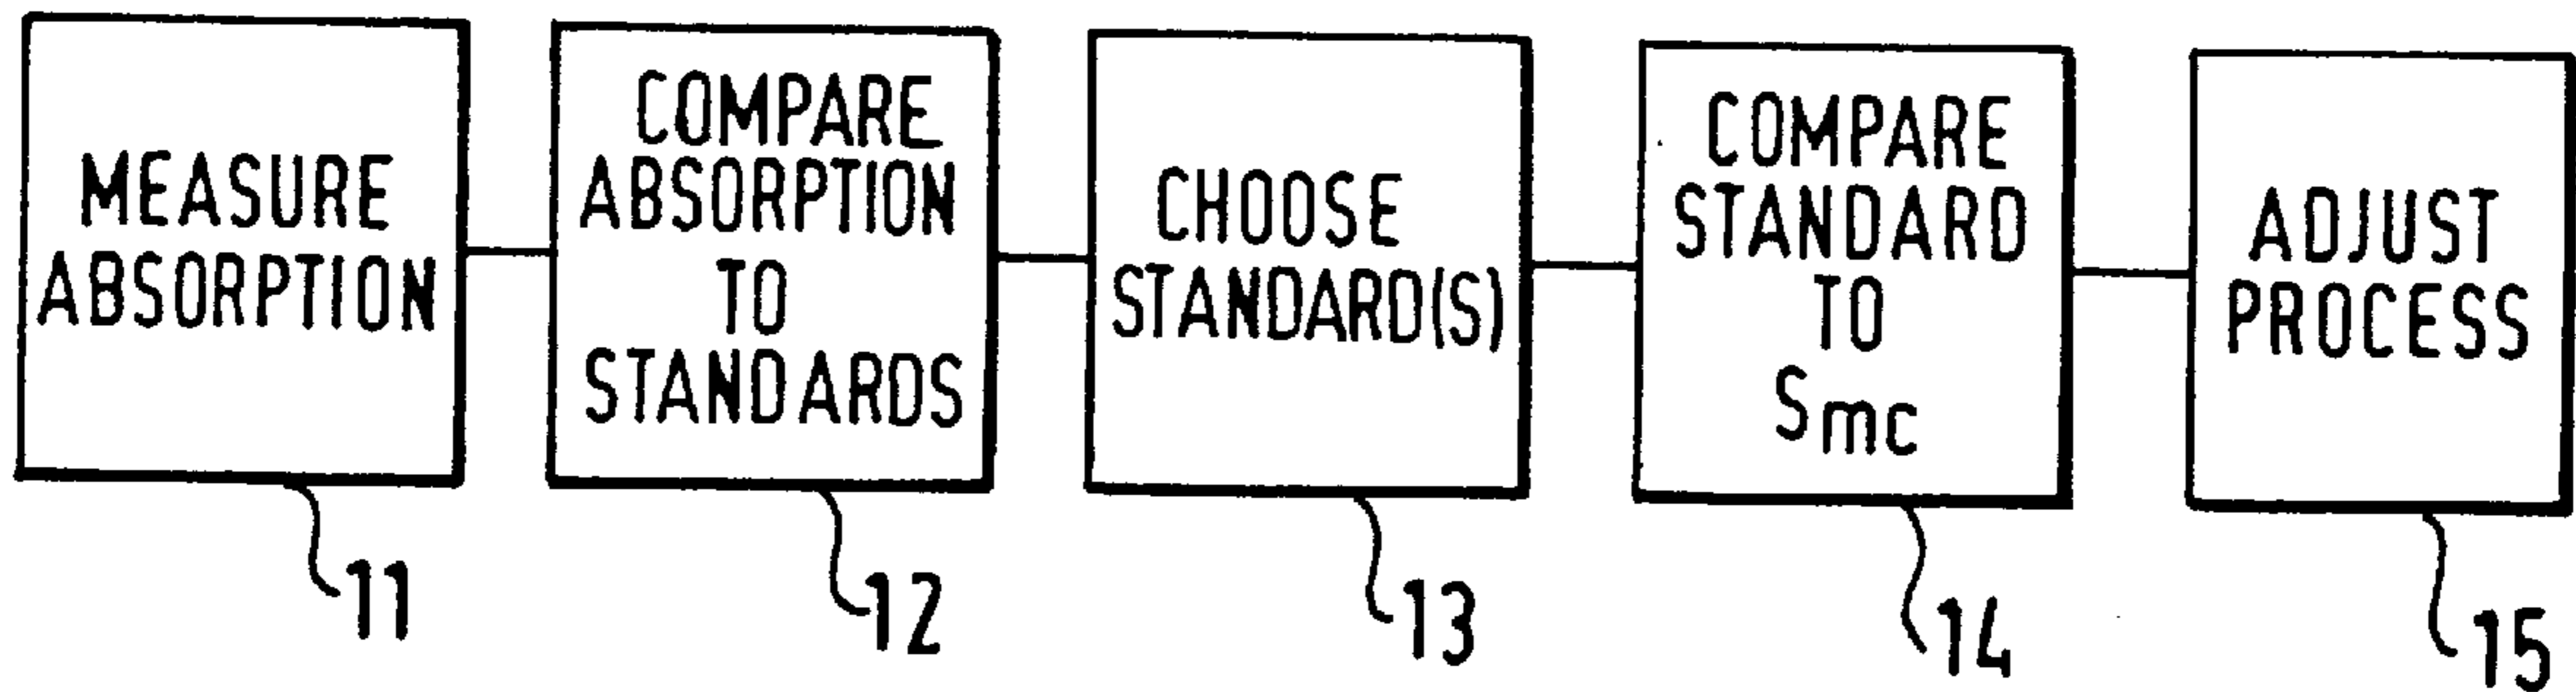 MEASURE
ABSORPTION
COMPARE
ABSORPTION
TO
STANDARDS
CHOOSE
STANDARD(S)
COMPARE
STANDARD
TO
Smc
ADJUST
PROCESS
11
12
13
14
15